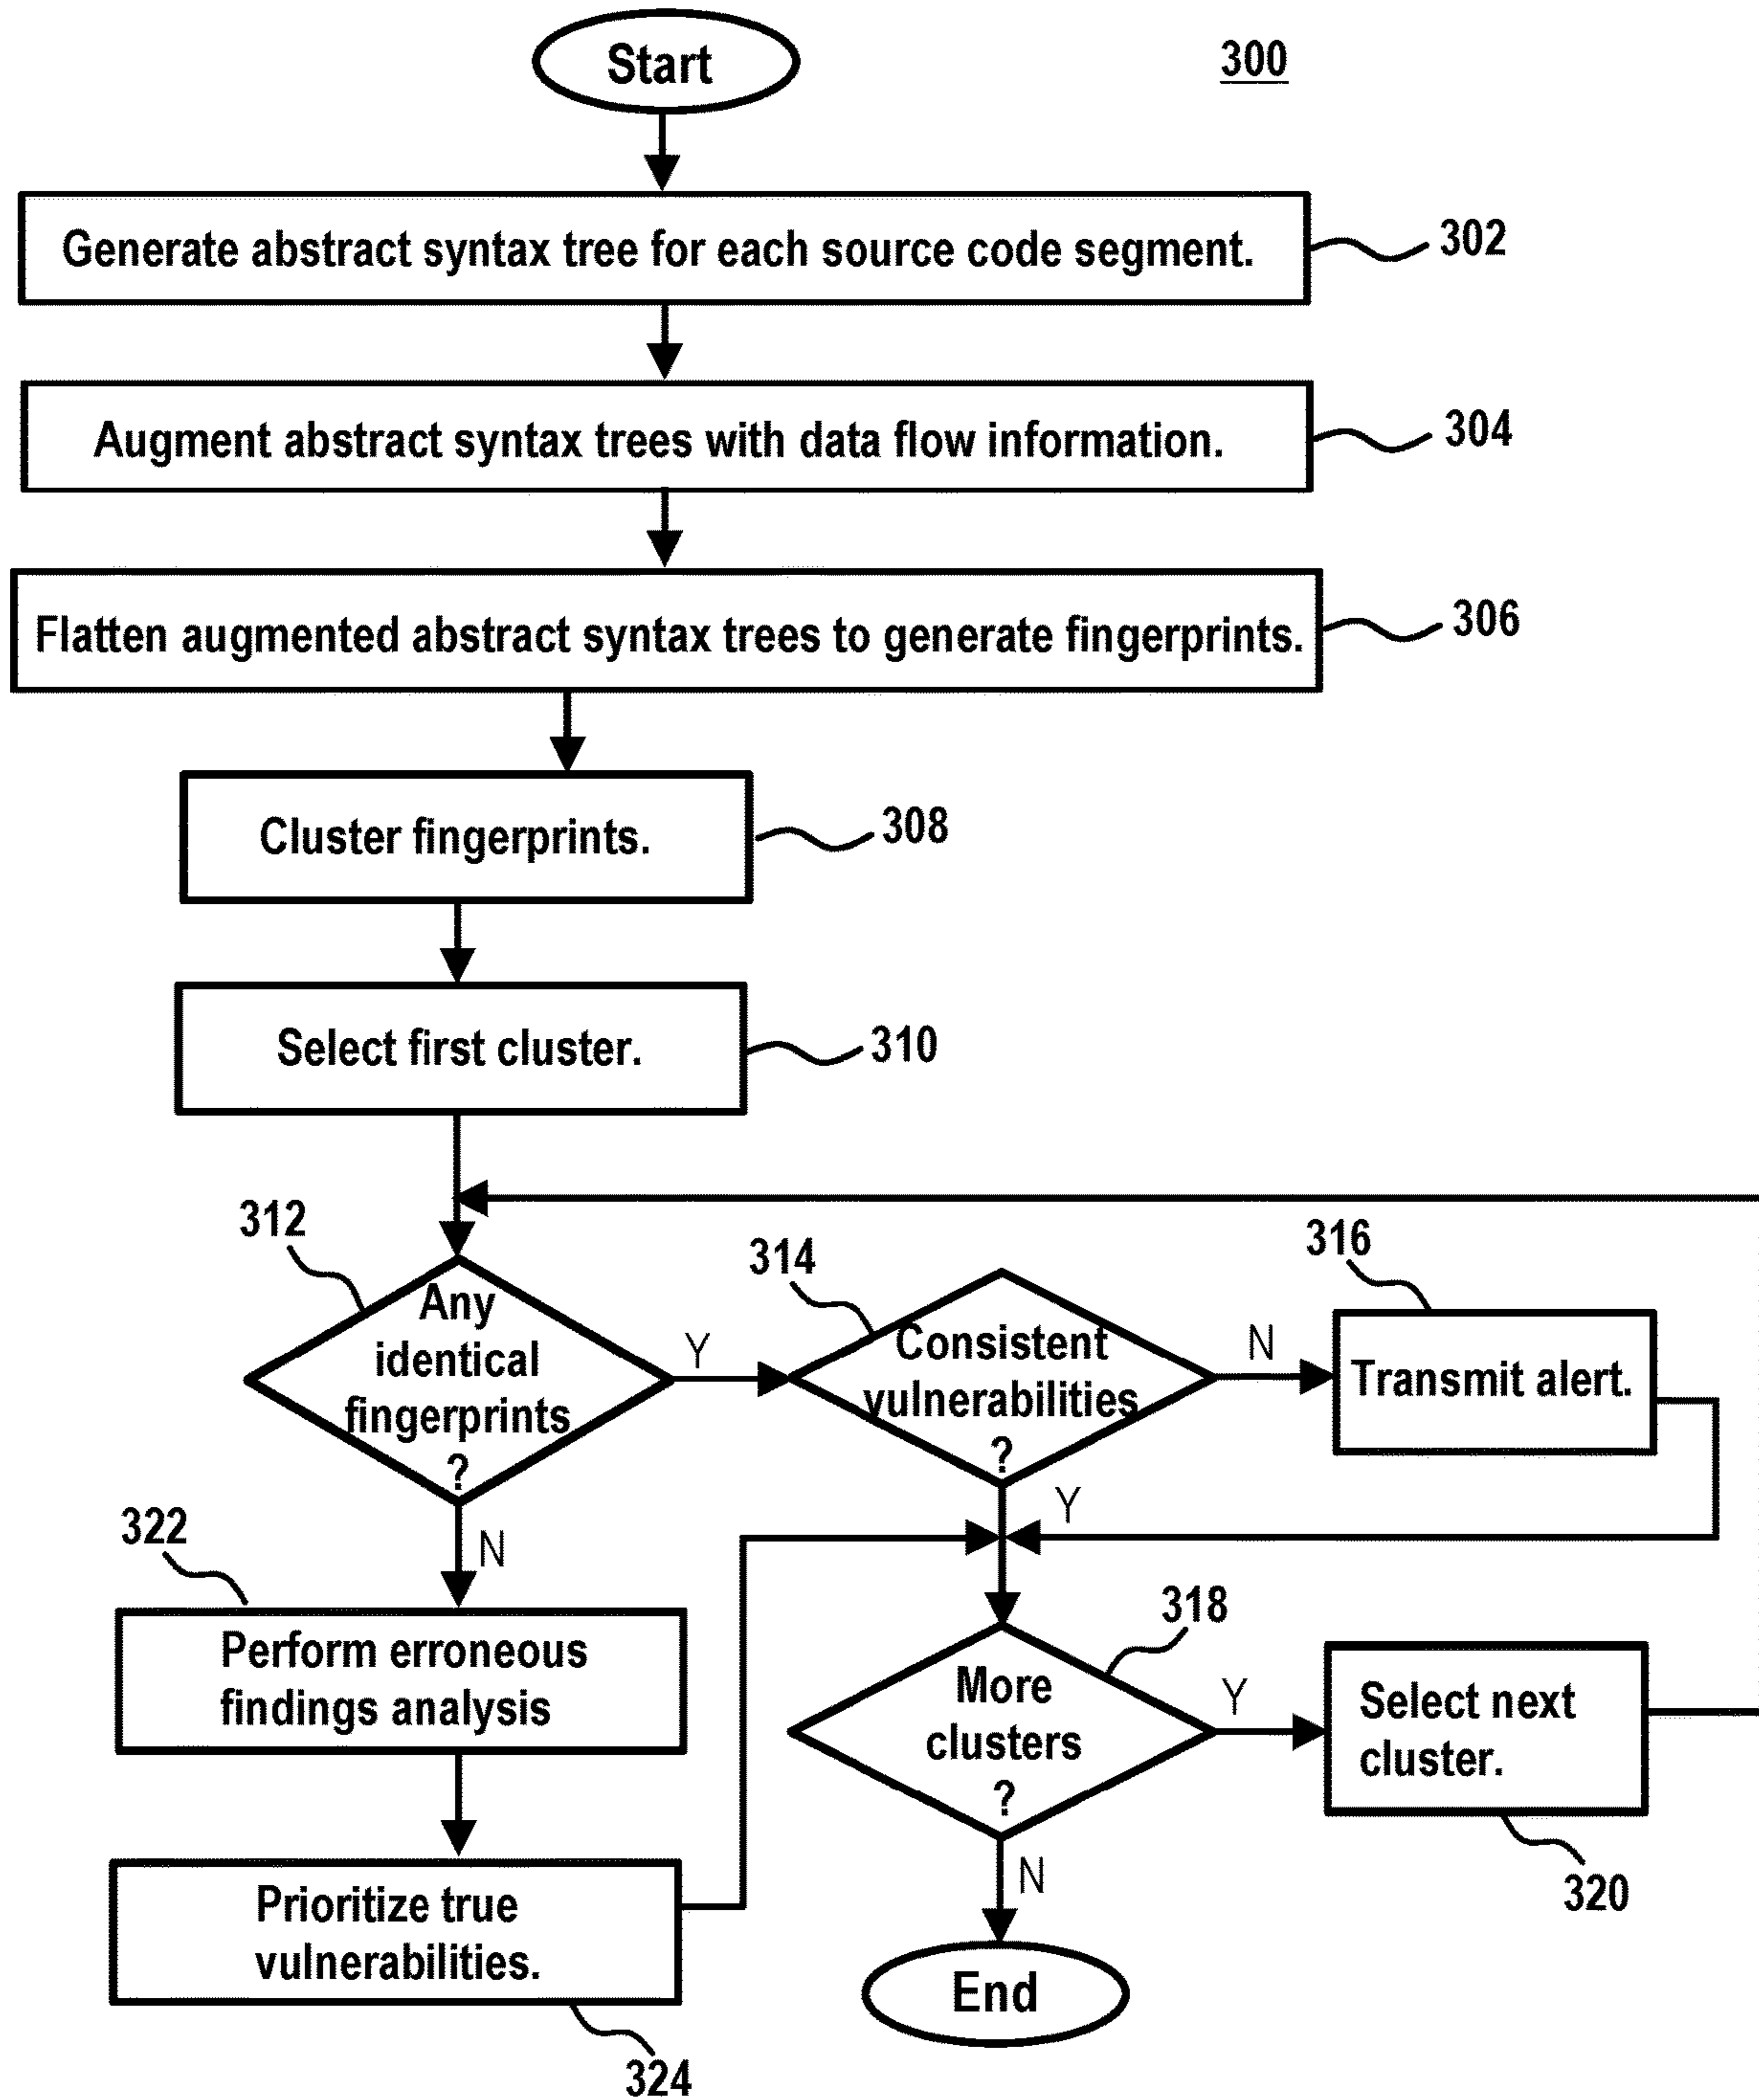 Start
300
Generate abstract syntax tree for each source code segment.
302
Augment abstract syntax trees with data flow information.
304
Flatten augmented abstract syntax trees to generate fingerprints.
306
Cluster fingerprints.
308
Select first cluster.
310
312
Any
identical
fingerprints
?
Y
314
Consistent
vulnerabilities
?
N
316
Transmit alert.
Y
N
322
Perform erroneous
findings analysis
318
More
clusters
?
Y
Select next
cluster.
320
N
Prioritize true
vulnerabilities.
324
End